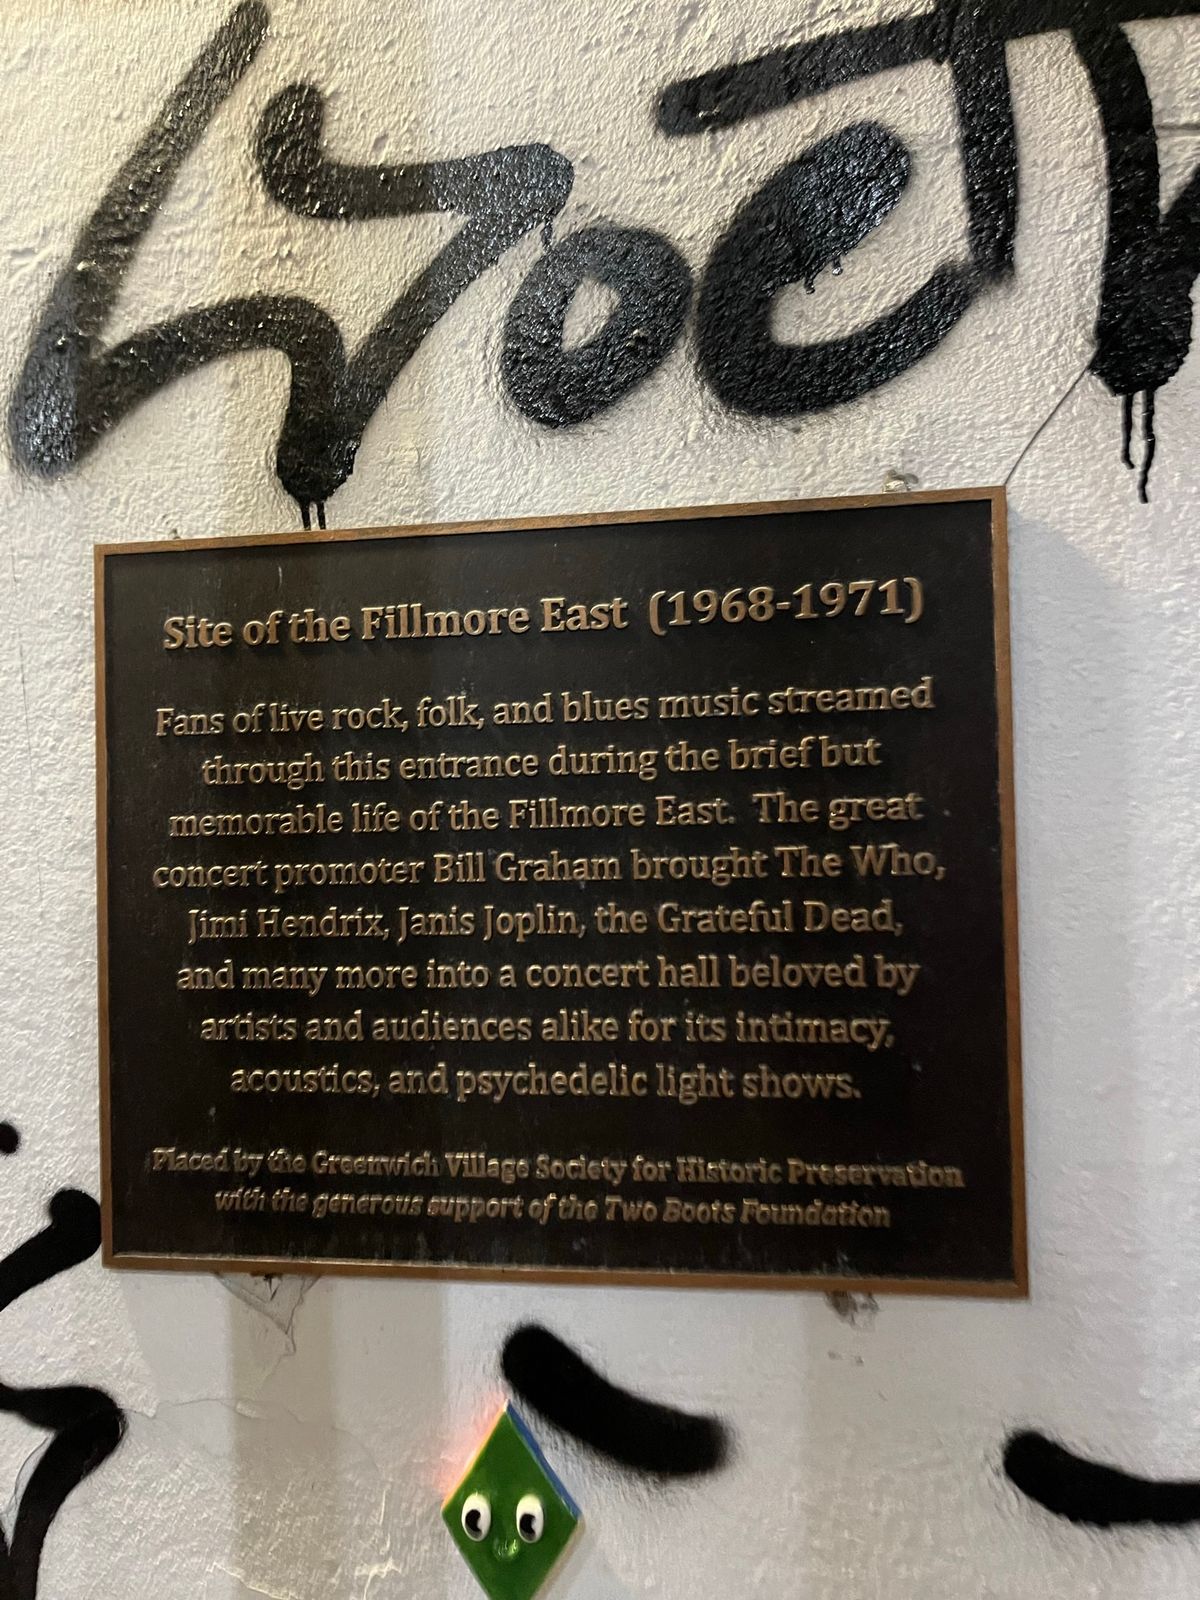 Site of the Fillmore East (1968-1971)
Fans of live rock, folk, and blues music streamed
through this entrance during the brief but
memorable life of the Fillmore East. The great
concert promoter Bill Graham brought The Who,
Jimi Hendrix, Janis Joplin, the Grateful Dead,
and many more into a concert hall beloved by
artists and audiences alike for its intimacy,
acoustics, and psychedelic light shows.
Placed by the Greenwich Village Society for Historic Preservation
with the generous support of the Two Boots Foundation